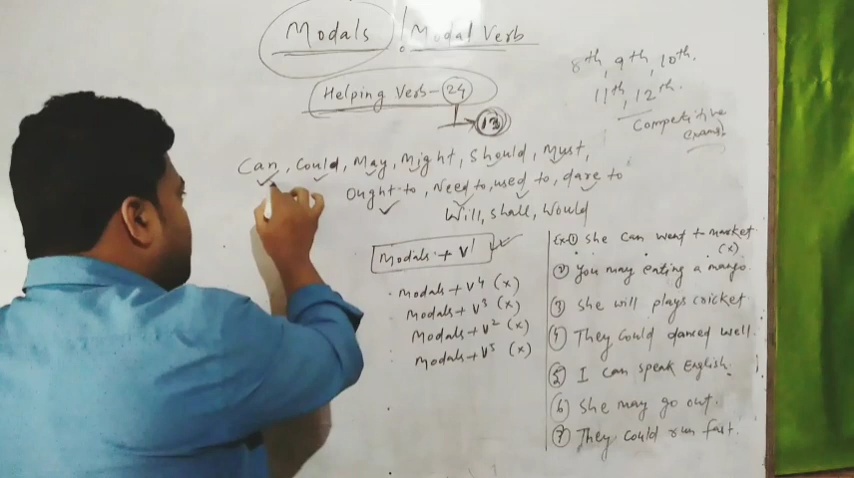 Modals / Modal Verb
8th, 9th, 10th.
11th, 12th.
Competitive
exams
Helping Verb - 24
13
Can, Could, May, Might, Should, Must,
Ought to, Need to, used to, dare to
Will, shall, Would
Modals + V1
Modals + V4 (x)
Modals + V3 (x)
Modals + V2 (x)
Modals + V5 (x)
Ex-① She can went to market.
(x)
② You may eating a mango.
③ She will plays cricket.
④ They Could danced well.
⑤ I can speak English.
⑥ She may go out.
⑦ They Could run fast.